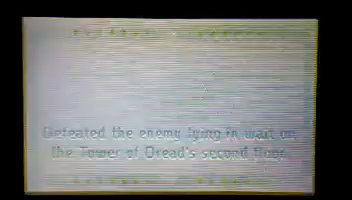 Defeated the enemy lying in wait on
the Tower of Dread's second floor.